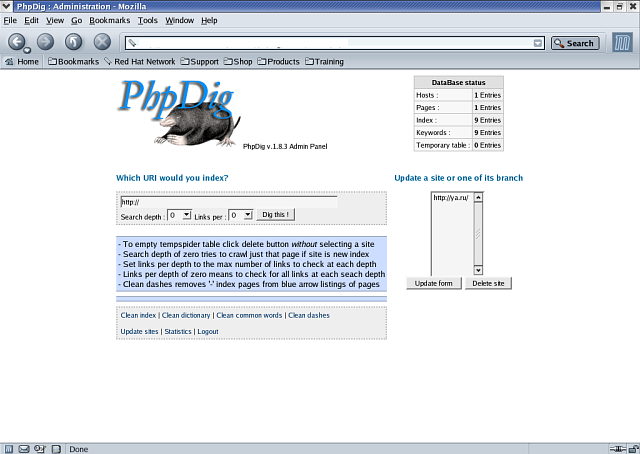 PhpDig : Administration - Mozilla
File Edit View Go Bookmarks Tools Window Help
Search
Home Bookmarks Red Hat Network Support Shop Products Training
PhpDig
PhpDig v.1.8.3 Admin Panel
DataBase status
Hosts : 1 Entries
Pages : 1 Entries
Index : 9 Entries
Keywords : 9 Entries
Temporary table : 0 Entries
Which URI would you index?
http://
Search depth : 0 Links per : 0 Dig this !
- To empty tempspider table click delete button without selecting a site
- Search depth of zero tries to crawl just that page if site is new index
- Set links per depth to the max number of links to check at each depth
- Links per depth of zero means to check for all links at each seach depth
- Clean dashes removes '-' index pages from blue arrow listings of pages
Clean index | Clean dictionary | Clean common words | Clean dashes
Update sites | Statistics | Logout
Update a site or one of its branch
http://ya.ru/
Update form Delete site
Done